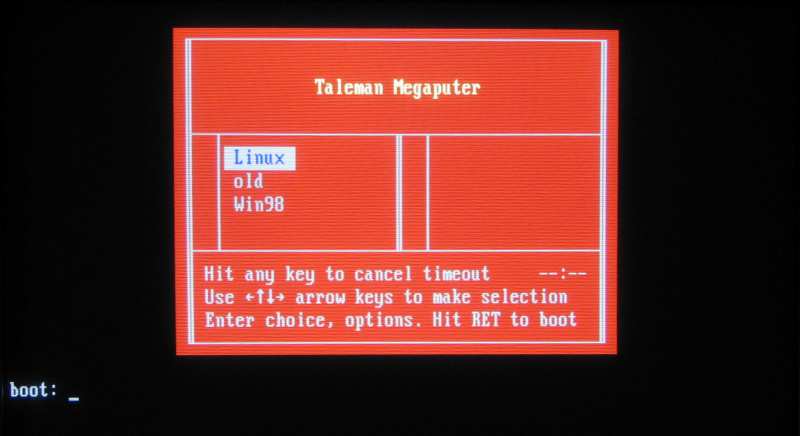 Taleman Megaputer
Linux
old
Win98
Hit any key to cancel timeout --:--
Use ←↑↓→ arrow keys to make selection
Enter choice, options. Hit RET to boot
boot: _